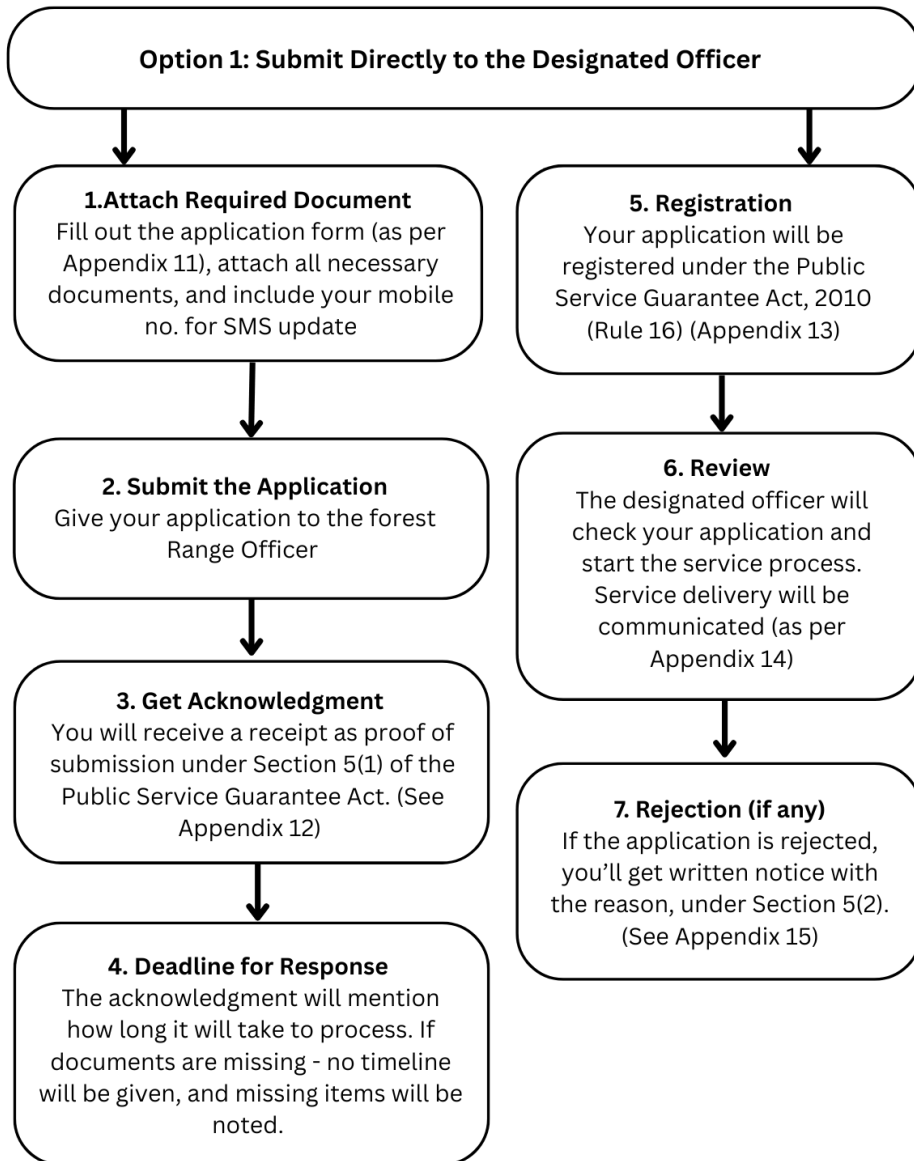 Option 1: Submit Directly to the Designated Officer
1.Attach Required Document
Fill out the application form (as per
Appendix 11), attach all necessary
documents, and include your mobile
no. for SMS update
2. Submit the Application
Give your application to the forest
Range Officer
3. Get Acknowledgment
You will receive a receipt as proof of
submission under Section 5(1) of the
Public Service Guarantee Act. (See
Appendix 12)
4. Deadline for Response
The acknowledgment will mention
how long it will take to process. If
documents are missing - no timeline
will be given, and missing items will be
noted.
5. Registration
Your application will be
registered under the Public
Service Guarantee Act, 2010
(Rule 16) (Appendix 13)
6. Review
The designated officer will
check your application and
start the service process.
Service delivery will be
communicated (as per
Appendix 14)
7. Rejection (if any)
If the application is rejected,
you’ll get written notice with
the reason, under Section 5(2).
(See Appendix 15)